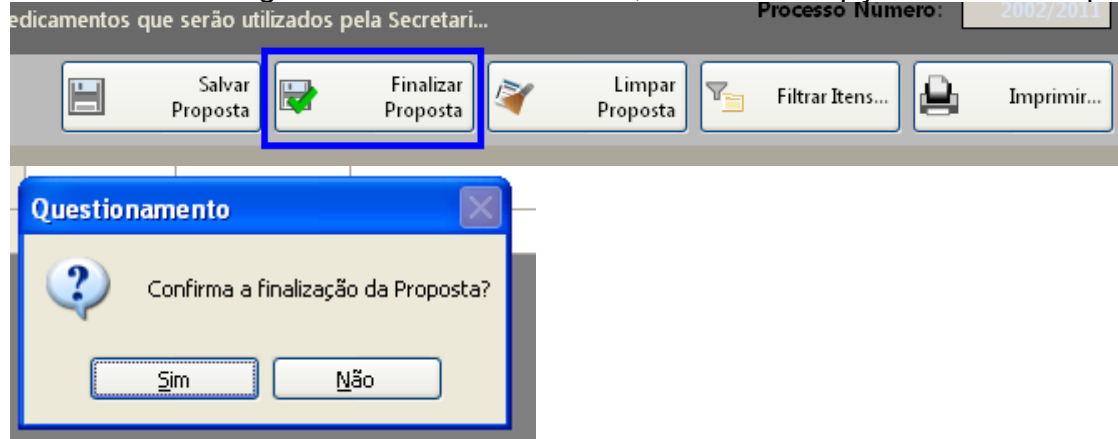 edicamentos que serão utilizados pela Secretari...
Processo Número: 2002/2011
Salvar
Proposta
Finalizar
Proposta
Limpar
Proposta
Filtrar Itens...
Imprimir...
Questionamento
Confirma a finalização da Proposta?
Sim
Não